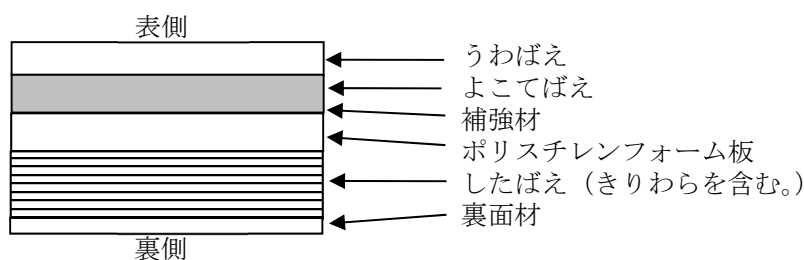 表側
うわばえ
よこてばえ
補強材
ポリスチレンフォーム板
したばえ（きりわらを含む。）
裏面材
裏側